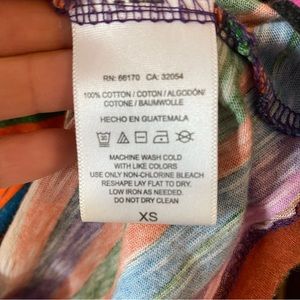 RN: 66170 CA: 32054
100% COTTON / COTON / ALGODÓN/
COTONE / BAUMWOLLE
HECHO EN GUATEMALA
MACHINE WASH COLD
WITH LIKE COLORS
USE ONLY NON-CHLORINE BLEACH
RESHAPE LAY FLAT TO DRY.
LOW IRON AS NEEDED.
DO NOT DRY CLEAN
XS